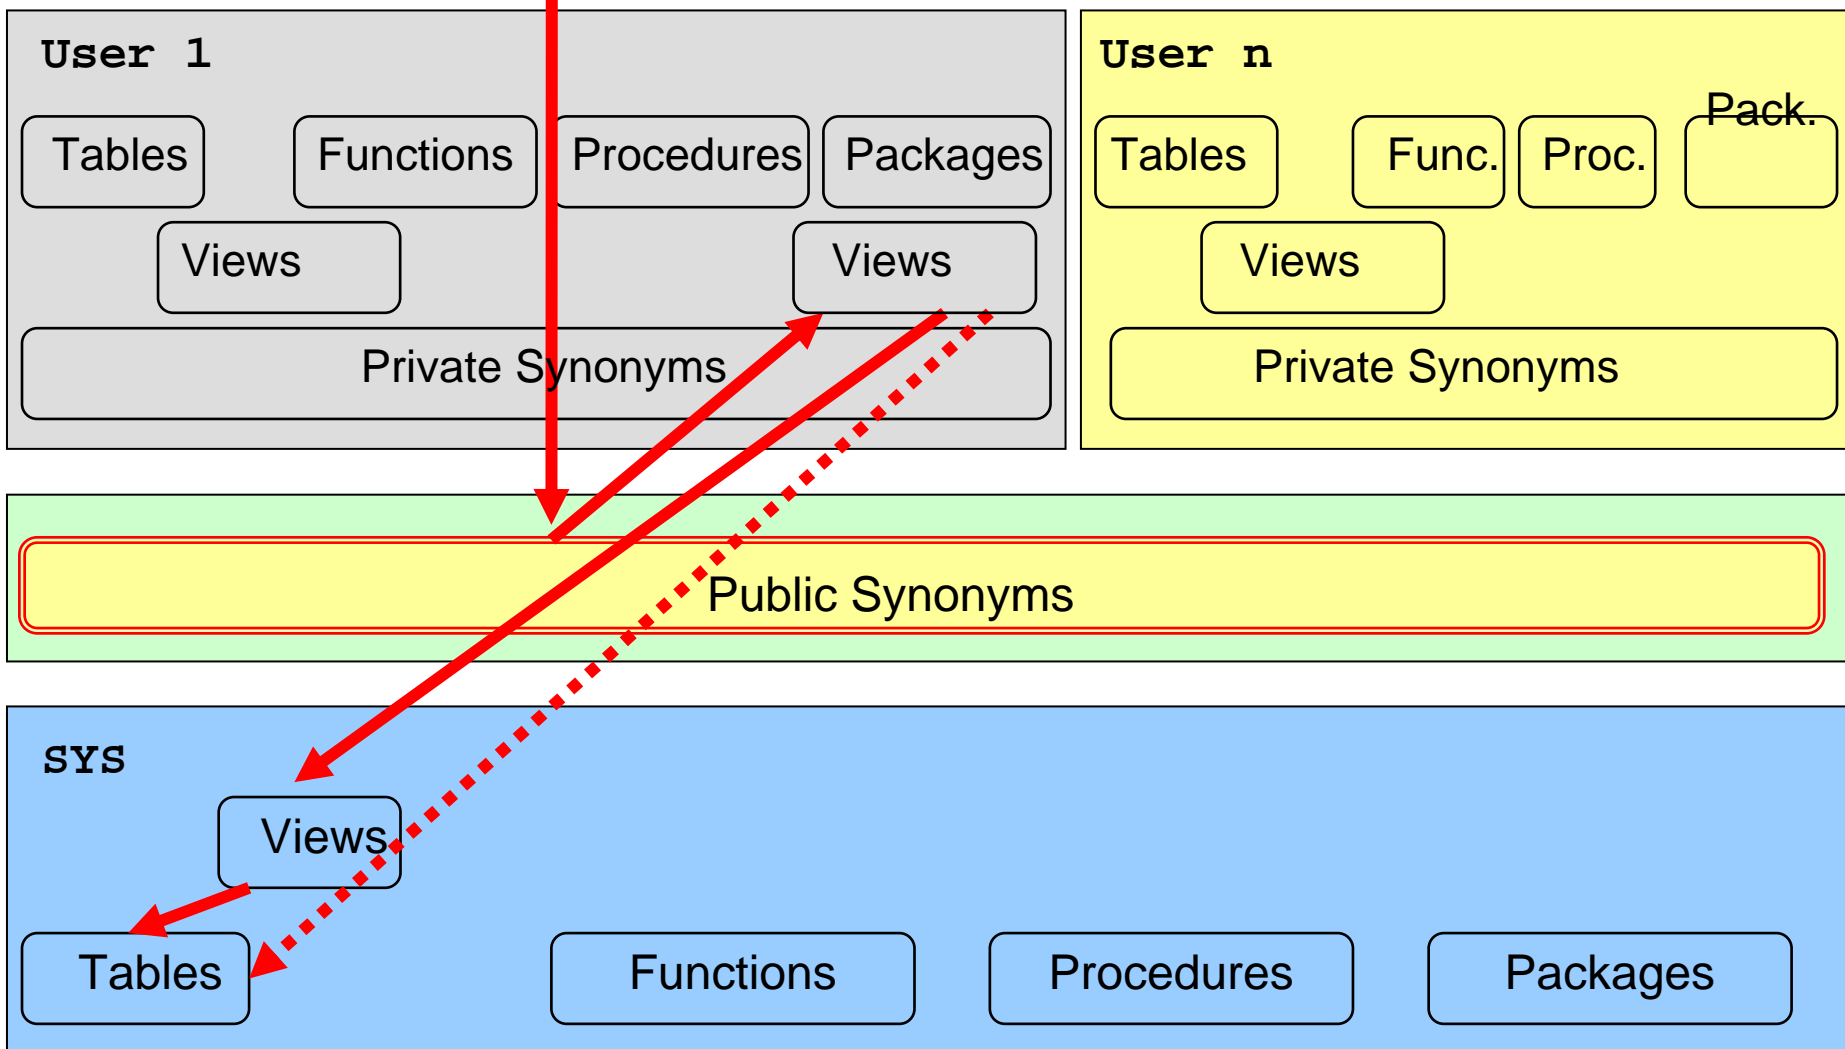 User 1
Tables
Functions
Procedures
Packages
Views
Views
Private Synonyms
User n
Pack.
Tables
Func.
Proc.
Views
Private Synonyms
Public Synonyms
SYS
Views
Tables
Functions
Procedures
Packages